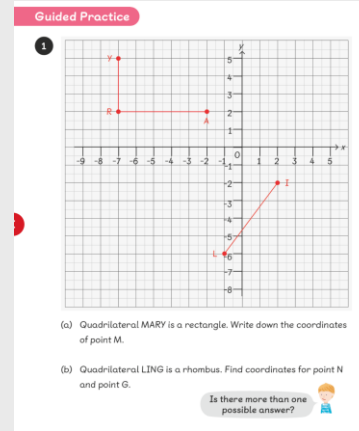 Guided Practice
1
y
Y
5
4
3
R
2
A
1
x
-9 -8 -7 -6 -5 -4 -3 -2 -1 0 1 2 3 4 5
-1
-2
I
-3
-4
-5
L
-6
-7
-8
(a) Quadrilateral MARY is a rectangle. Write down the coordinates
of point M.
(b) Quadrilateral LING is a rhombus. Find coordinates for point N
and point G.
Is there more than one
possible answer?